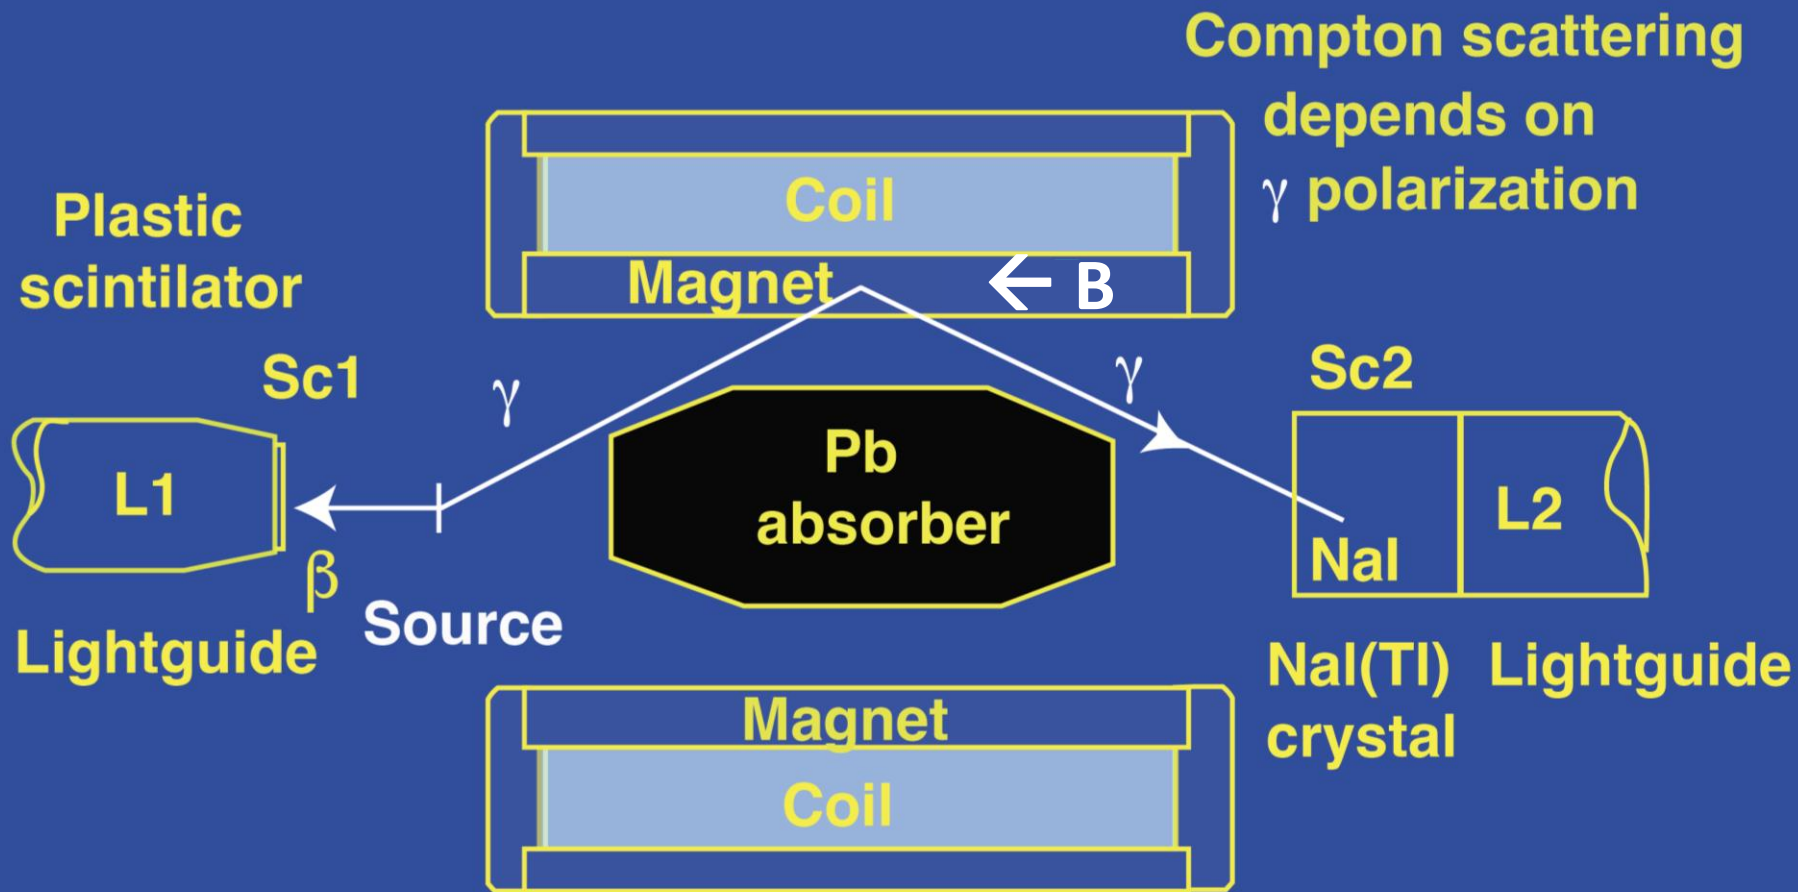 Compton scattering
depends on
γ polarization
Coil
Plastic
scintilator
Magnet
← B
Sc1
γ
γ
Sc2
Pb
absorber
L1
L2
NaI
β
Source
Lightguide
NaI(Tl)
crystal
Lightguide
Magnet
Coil